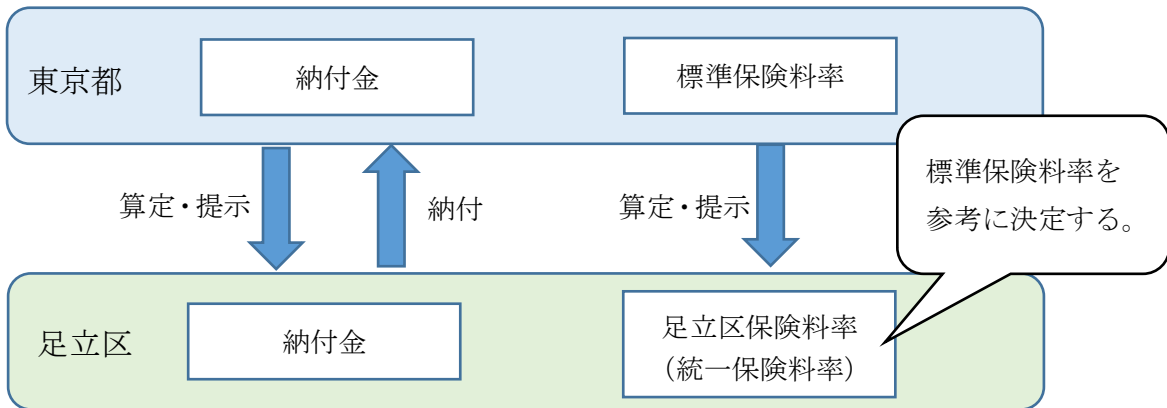 東京都
納付金
標準保険料率
算定・提示
納付
算定・提示
標準保険料率を
参考に決定する。
足立区
納付金
足立区保険料率
（統一保険料率）